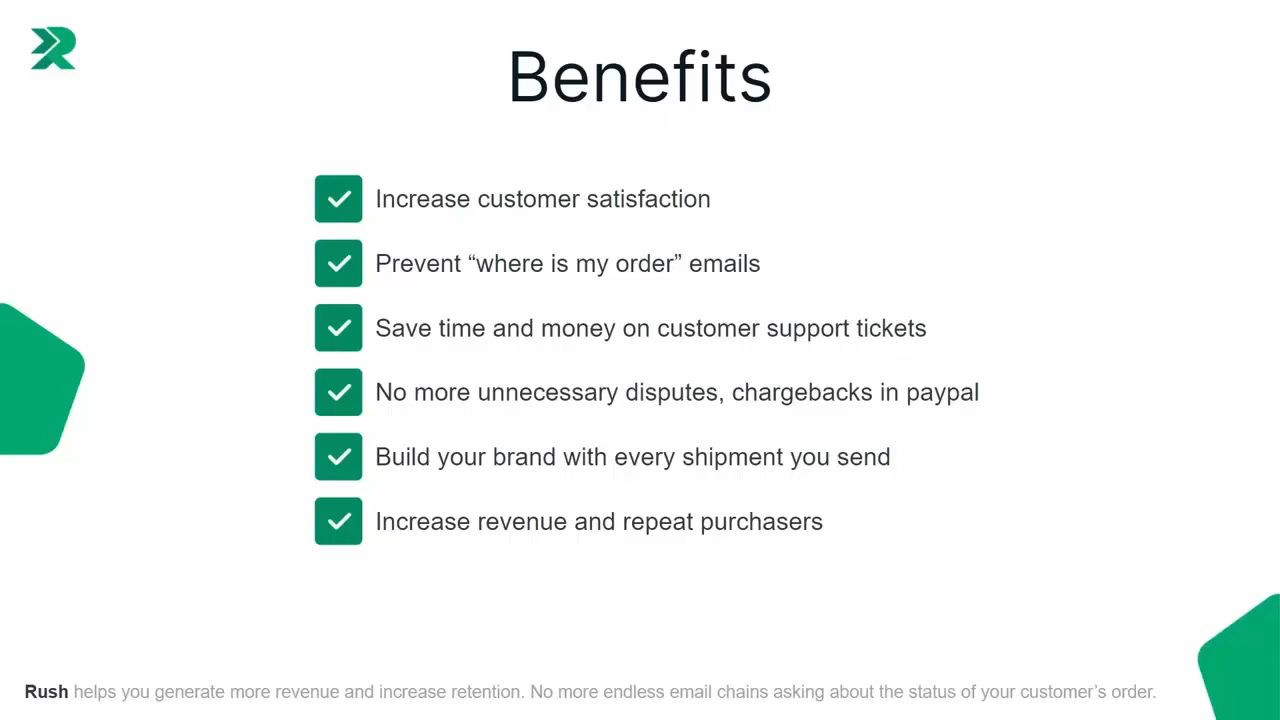 Benefits
Increase customer satisfaction
Prevent “where is my order” emails
Save time and money on customer support tickets
No more unnecessary disputes, chargebacks in paypal
Build your brand with every shipment you send
Increase revenue and repeat purchasers
Rush helps you generate more revenue and increase retention. No more endless email chains asking about the status of your customer’s order.